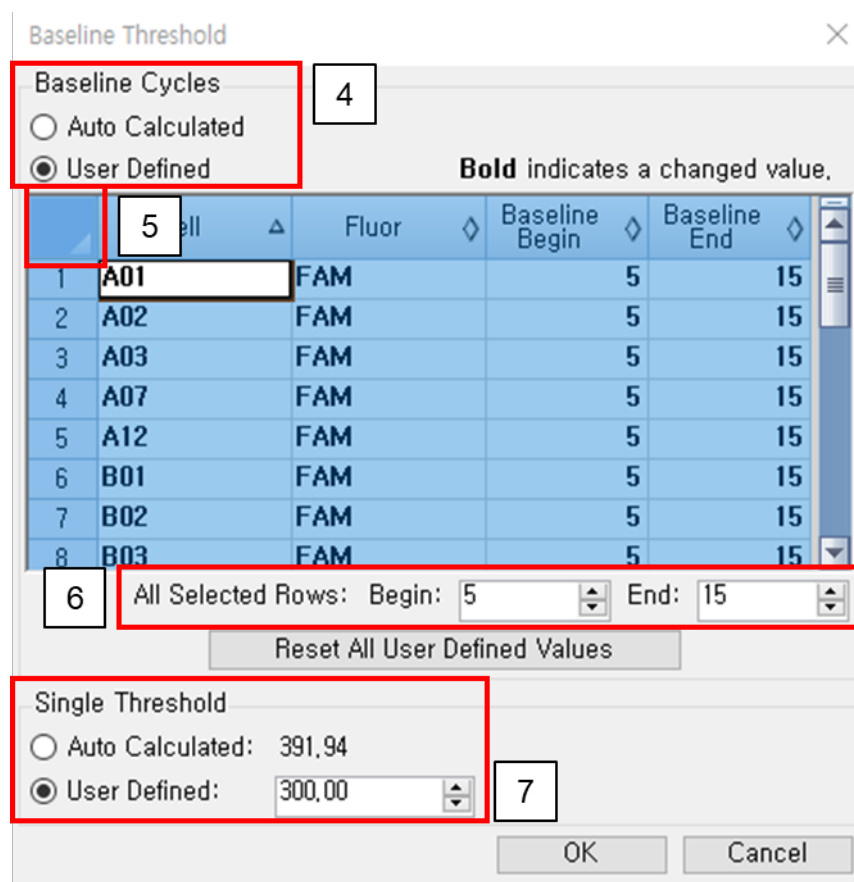 Baseline Threshold
Baseline Cycles
4
Auto Calculated
User Defined
Bold indicates a changed value.
5
ell Fluor Baseline Begin Baseline End
1 A01 FAM 5 15
2 A02 FAM 5 15
3 A03 FAM 5 15
4 A07 FAM 5 15
5 A12 FAM 5 15
6 B01 FAM 5 15
7 B02 FAM 5 15
8 B03 FAM 5 15
6
All Selected Rows: Begin: 5 End: 15
Reset All User Defined Values
Single Threshold
Auto Calculated: 391.94
User Defined: 300.00
7
OK Cancel